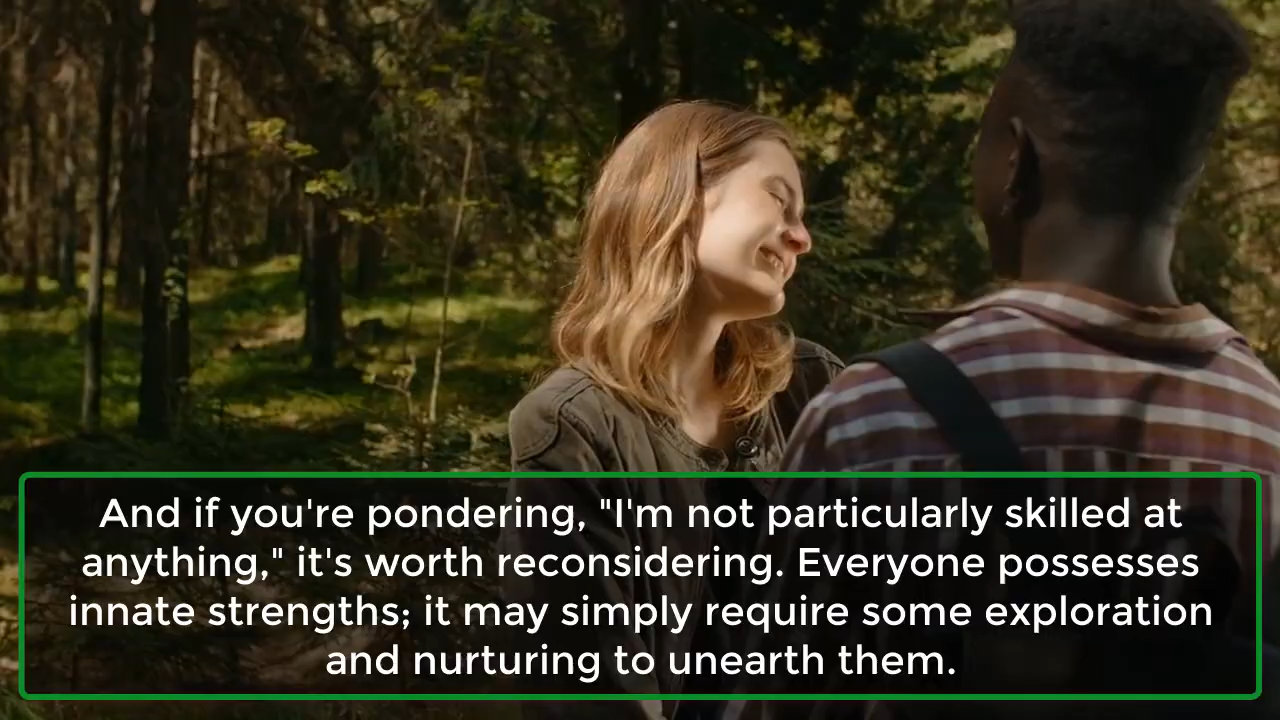 And if you're pondering, "I'm not particularly skilled at
anything," it's worth reconsidering. Everyone possesses
innate strengths; it may simply require some exploration
and nurturing to unearth them.